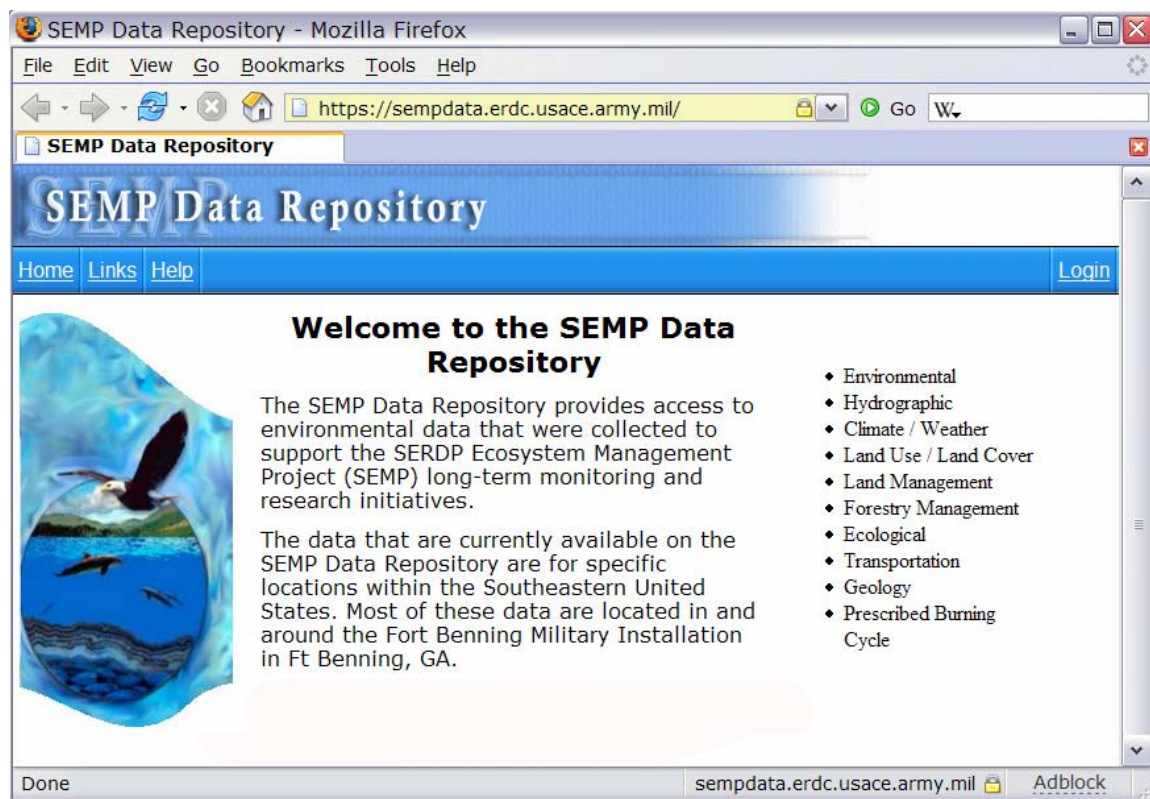 SEMP Data Repository - Mozilla Firefox
File Edit View Go Bookmarks Tools Help
https://sempdata.erdc.usace.army.mil/ Go W.
SEMP Data Repository
SEMP Data Repository
Home Links Help Login
Welcome to the SEMP Data
Repository
The SEMP Data Repository provides access to
environmental data that were collected to
support the SERDP Ecosystem Management
Project (SEMP) long-term monitoring and
research initiatives.
The data that are currently available on the
SEMP Data Repository are for specific
locations within the Southeastern United
States. Most of these data are located in and
around the Fort Benning Military Installation
in Ft Benning, GA.
Environmental
Hydrographic
Climate / Weather
Land Use / Land Cover
Land Management
Forestry Management
Ecological
Transportation
Geology
Prescribed Burning
Cycle
Done sempdata.erdc.usace.army.mil Adblock